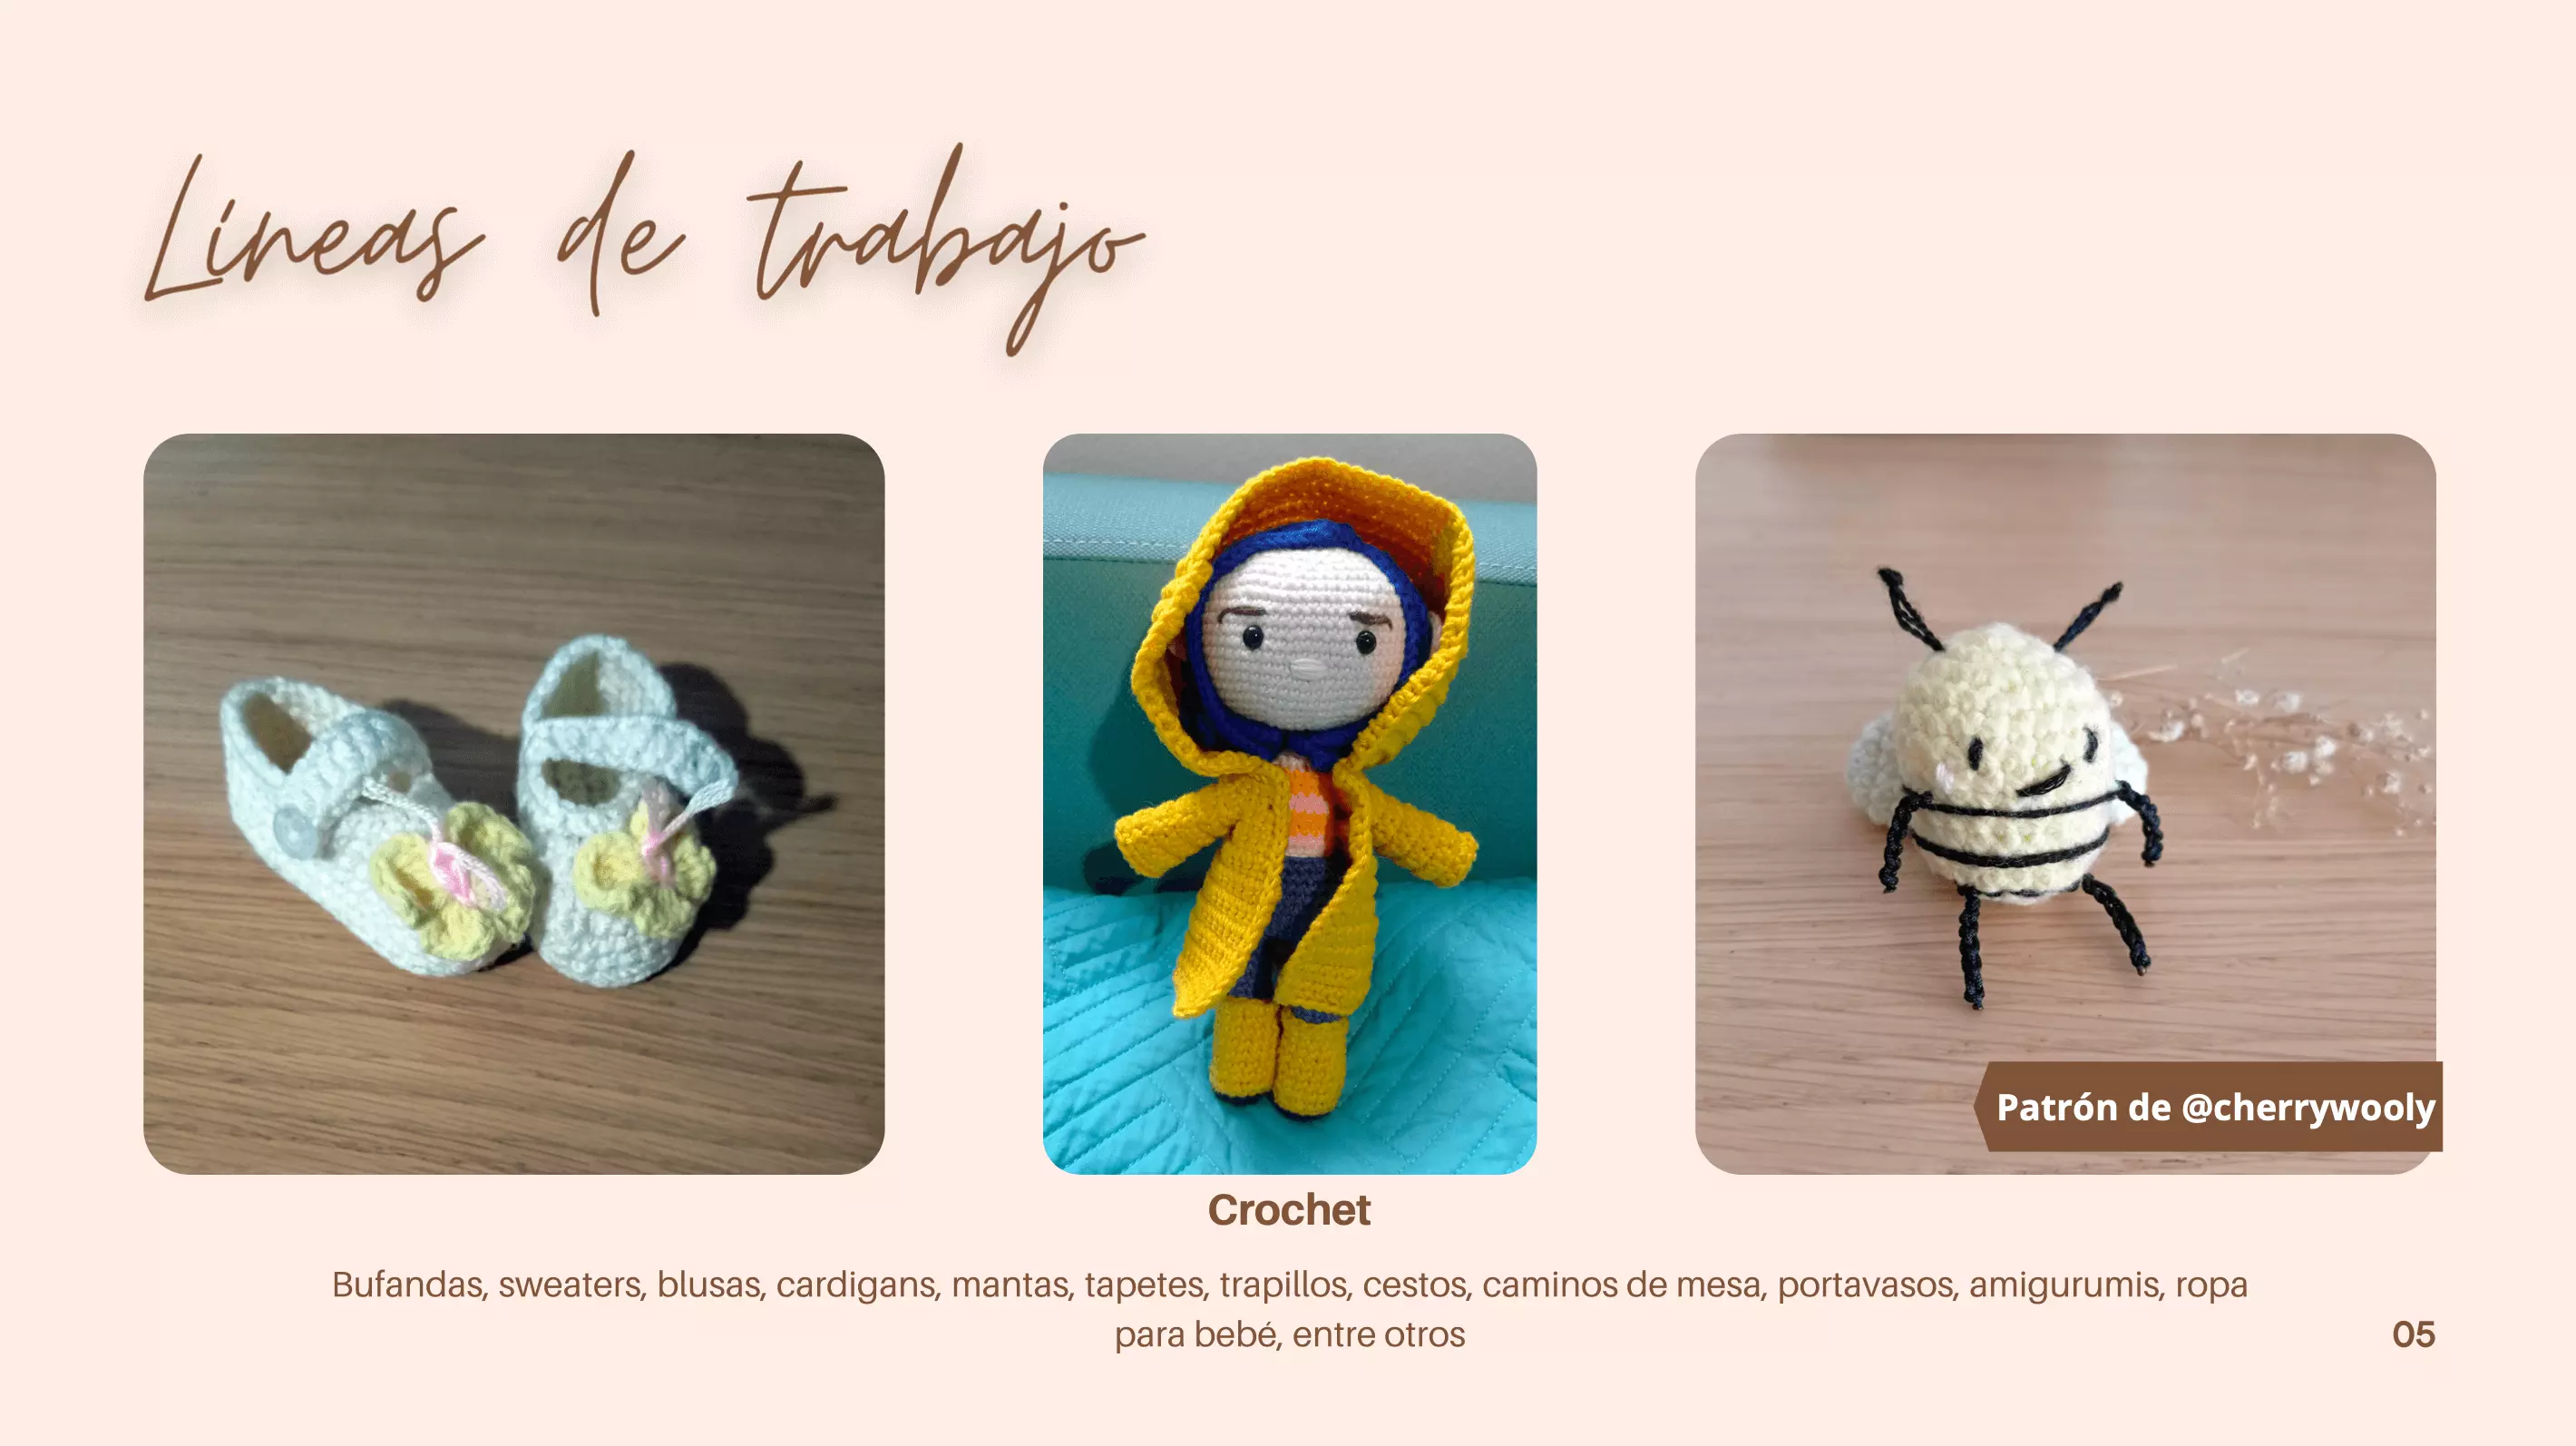 Líneas de trabajo
Patrón de @cherrywooly
Crochet
Bufandas, sweaters, blusas, cardigans, mantas, tapetes, trapillos, cestos, caminos de mesa, portavasos, amigurumis, ropa
para bebé, entre otros
05